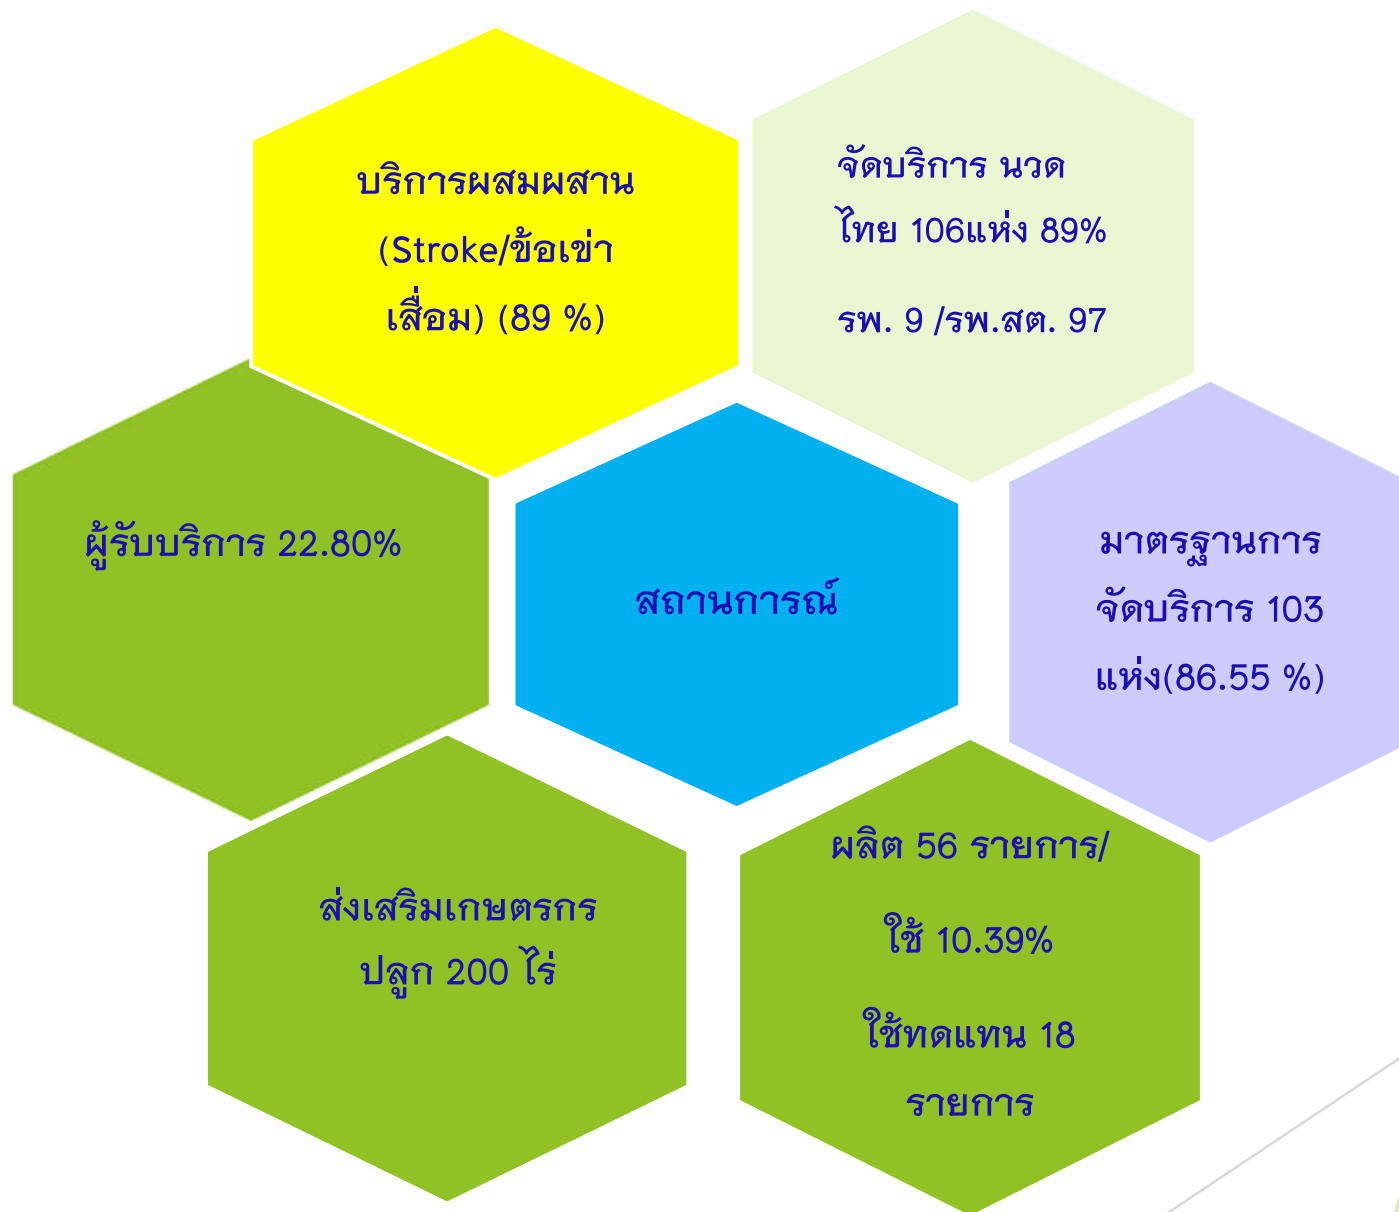 บริการผสมผสาน
(Stroke/ข้อเข่า
เสื่อม) (89 %)
จัดบริการ นวด
ไทย 106แห่ง 89%
รพ. 9 /รพ.สต. 97
ผู้รับบริการ 22.80%
สถานการณ์
มาตรฐานการ
จัดบริการ 103
แห่ง(86.55 %)
ส่งเสริมเกษตรกร
ปลูก 200 ไร่
ผลิต 56 รายการ/
ใช้ 10.39%
ใช้ทดแทน 18
รายการ